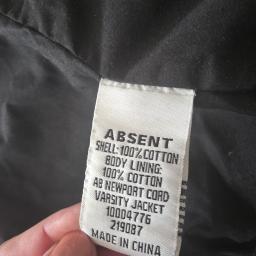 ABSENT
SHELL: 100% COTTON
BODY LINING:
100% COTTON
AB NEWPORT CORD
VARSITY JACKET
10004776
219087
MADE IN CHINA